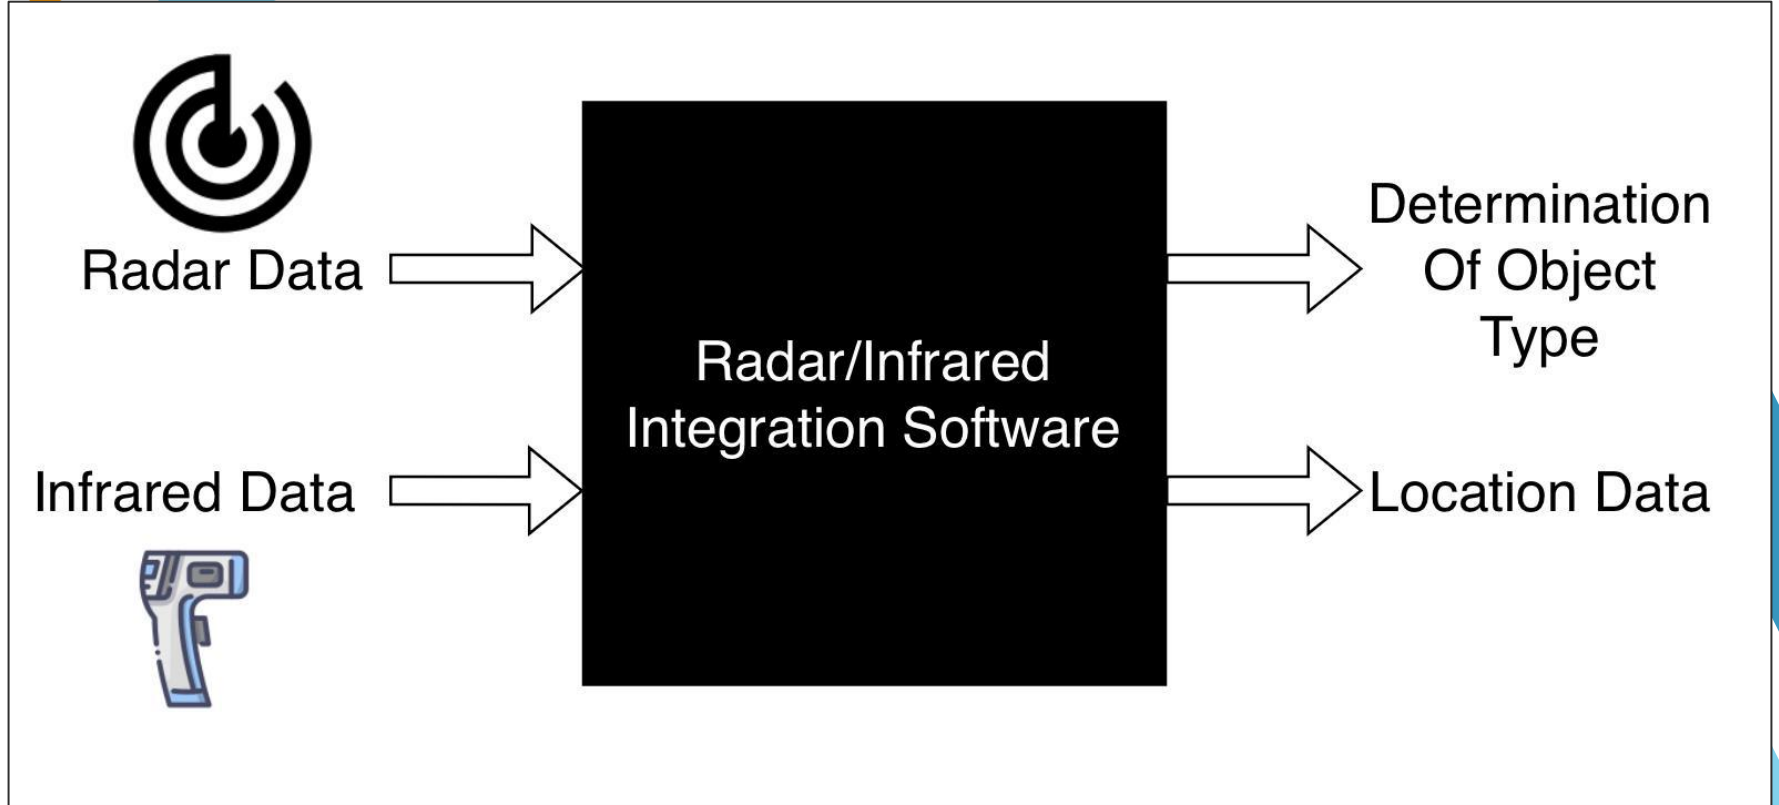 Radar Data
Infrared Data
Radar/Infrared
Integration Software
Determination
Of Object
Type
Location Data